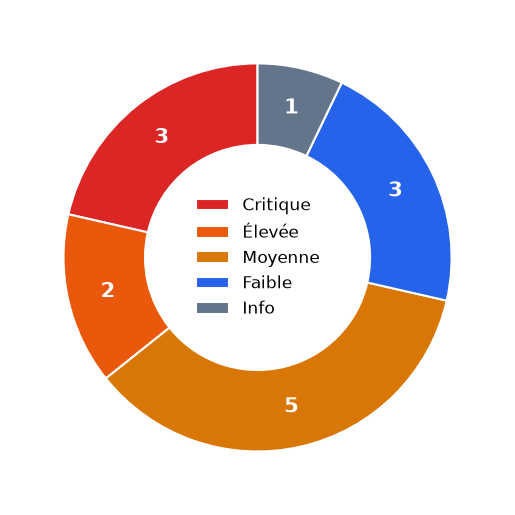 1
3
3
Critique
Élevée
Moyenne
Faible
Info
2
5